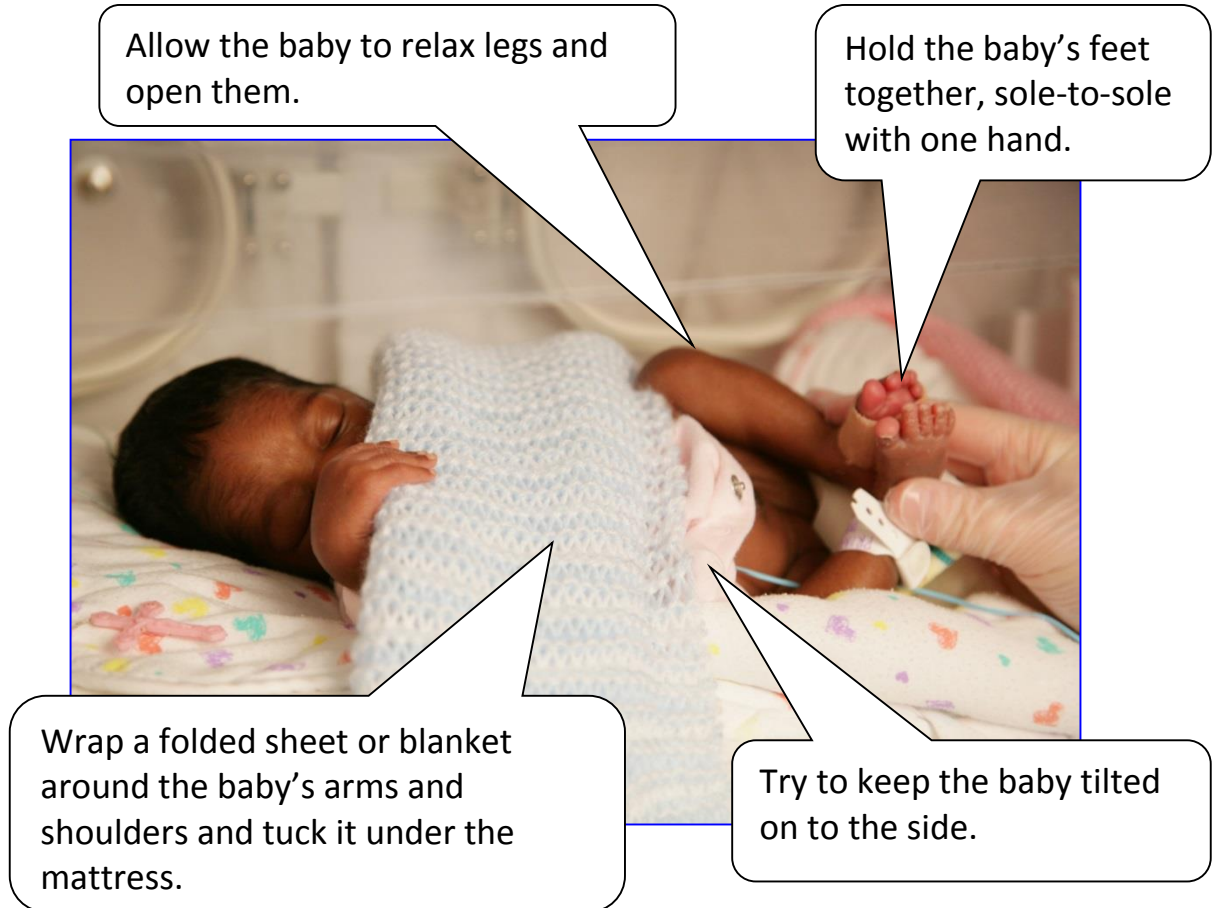 Allow the baby to relax legs and
open them.
Hold the baby’s feet
together, sole-to-sole
with one hand.
Wrap a folded sheet or blanket
around the baby’s arms and
shoulders and tuck it under the
mattress.
Try to keep the baby tilted
on to the side.